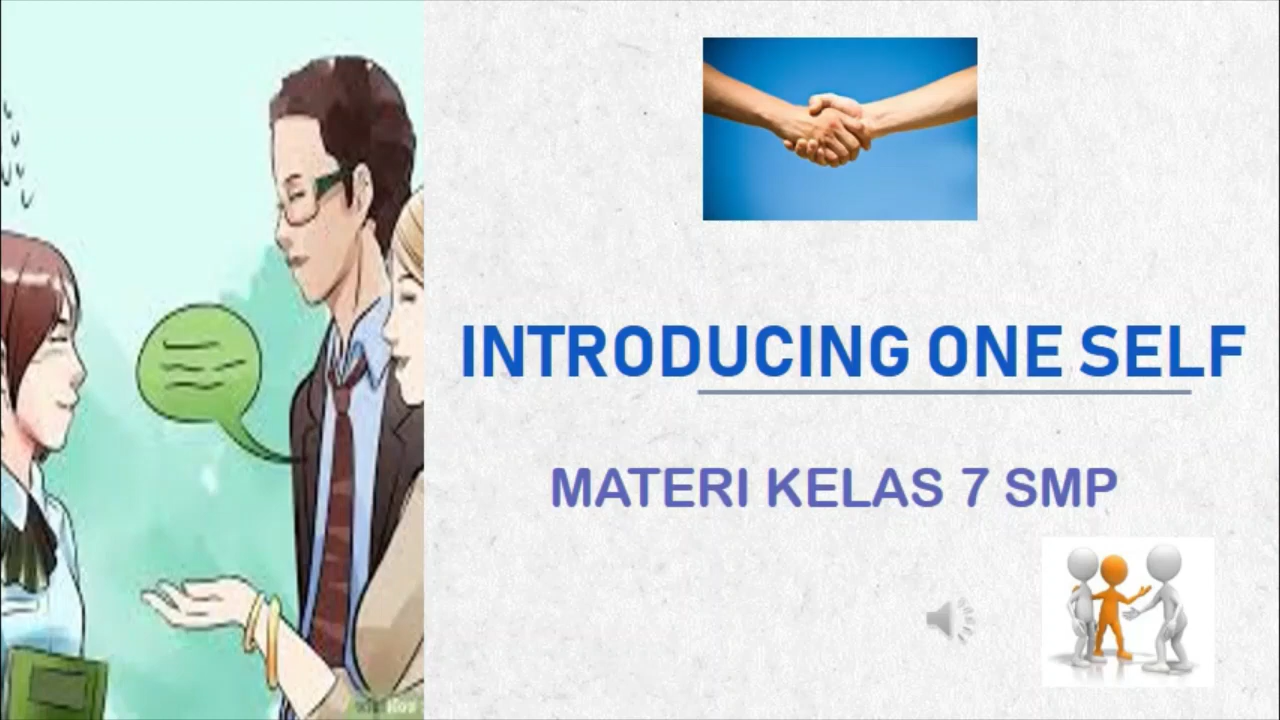 INTRODUCING ONE SELF
MATERI KELAS 7 SMP